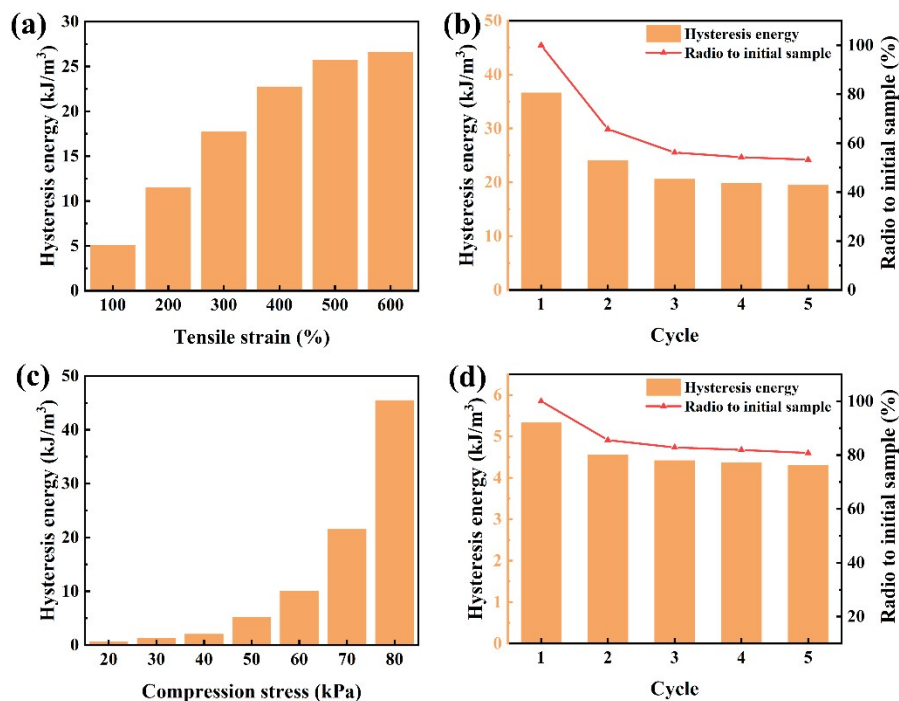 (a)
Hysteresis energy (kJ/m³)
30
25
20
15
10
5
0
100 200 300 400 500 600
Tensile strain (%)
(b)
Hysteresis energy (kJ/m³)
50
40
30
20
10
0
Hysteresis energy
Radio to initial sample
100
80
60
40
20
0
Radio to initial sample (%)
1 2 3 4 5
Cycle
(c)
Hysteresis energy (kJ/m³)
50
40
30
20
10
0
20 30 40 50 60 70 80
Compression stress (kPa)
(d)
Hysteresis energy (kJ/m³)
6
5
4
3
2
1
0
Hysteresis energy
Radio to initial sample
100
80
60
40
20
Radio to initial sample (%)
1 2 3 4 5
Cycle